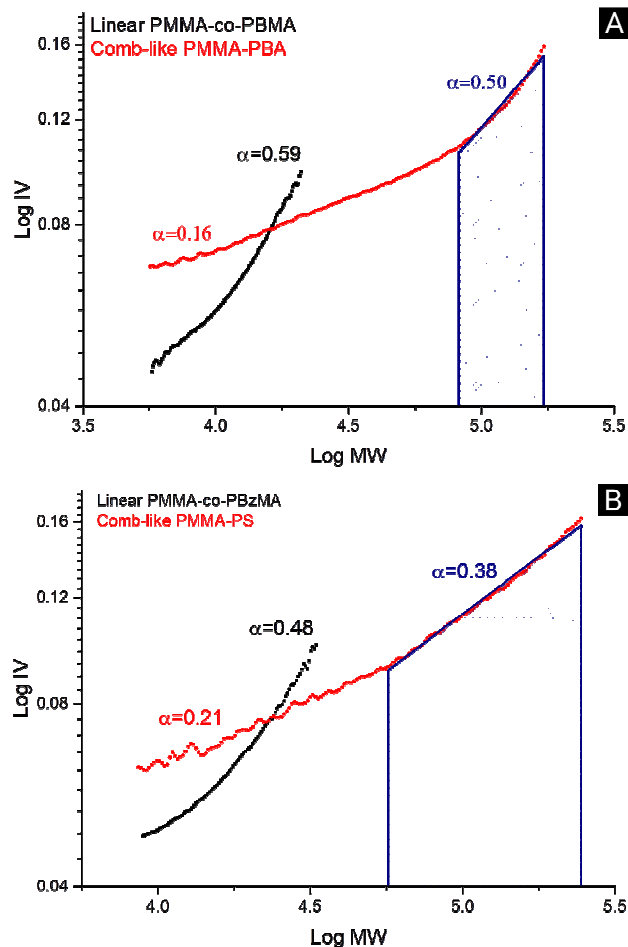 A
Linear PMMA-co-PBMA
Comb-like PMMA-PBA
0.16
0.12
0.08
0.04
Log IV
α=0.50
α=0.59
α=0.16
3.5 4.0 4.5 5.0 5.5
Log MW
B
Linear PMMA-co-PBzMA
Comb-like PMMA-PS
0.16
0.12
0.08
0.04
Log IV
α=0.38
α=0.48
α=0.21
4.0 4.5 5.0 5.5
Log MW